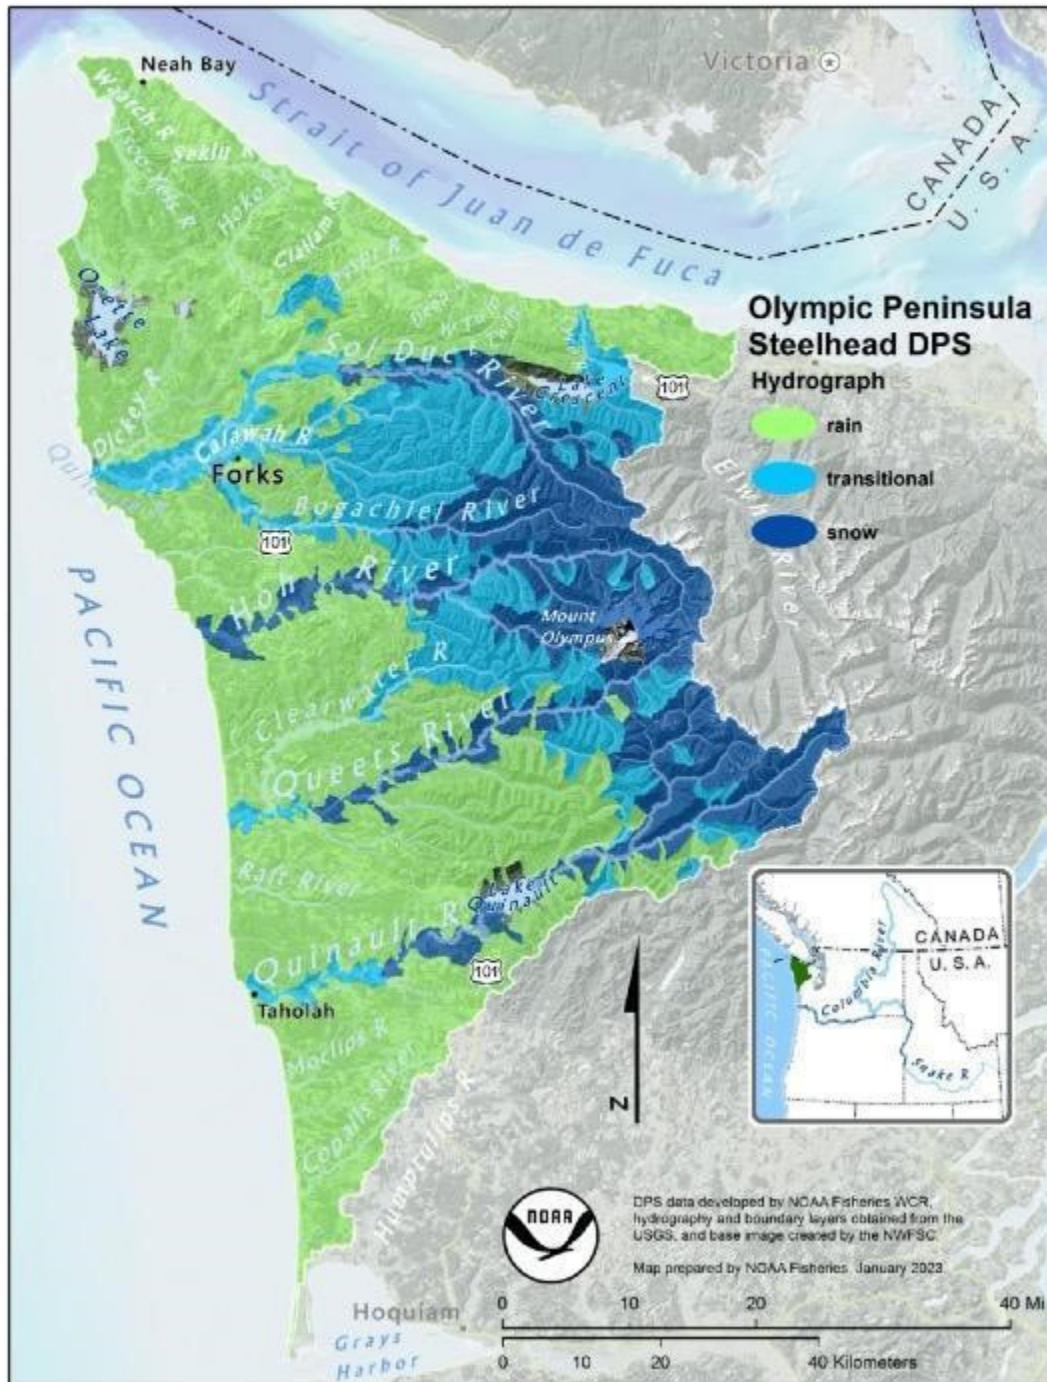 Neah Bay
Victoria
Waatch R
Tsoo-Yess R
Sekiu R
Hoko R
Clallam R
Strait of Juan de Fuca
CANADA
U. S. A.
Ozette
Lake
Olympic Peninsula
Steelhead DPS
Hydrograph
rain
transitional
snow
Sol Duc River
Lake
Crescent
101
Dickey R
Calawah R
Forks
Bogachiel River
101
Hoh River
Elwha River
Mount
Olympus
Clearwater R
Queets River
PACIFIC OCEAN
Raft River
Lake
Quinault
Quinault R
101
Taholah
Moclips R
Copalis River
Humptulips R
N
CANADA
U. S. A.
Columbia River
Snake R
PACIFIC OCEAN
NOAA
DPS data developed by NOAA Fisheries WCR,
hydrography and boundary layers obtained from the
USGS, and base image created by the NWFSC
Map prepared by NOAA Fisheries January 2023
Hoquiam
Grays
Harbor
0 10 20 40 Mi
0 10 20 40 Kilometers